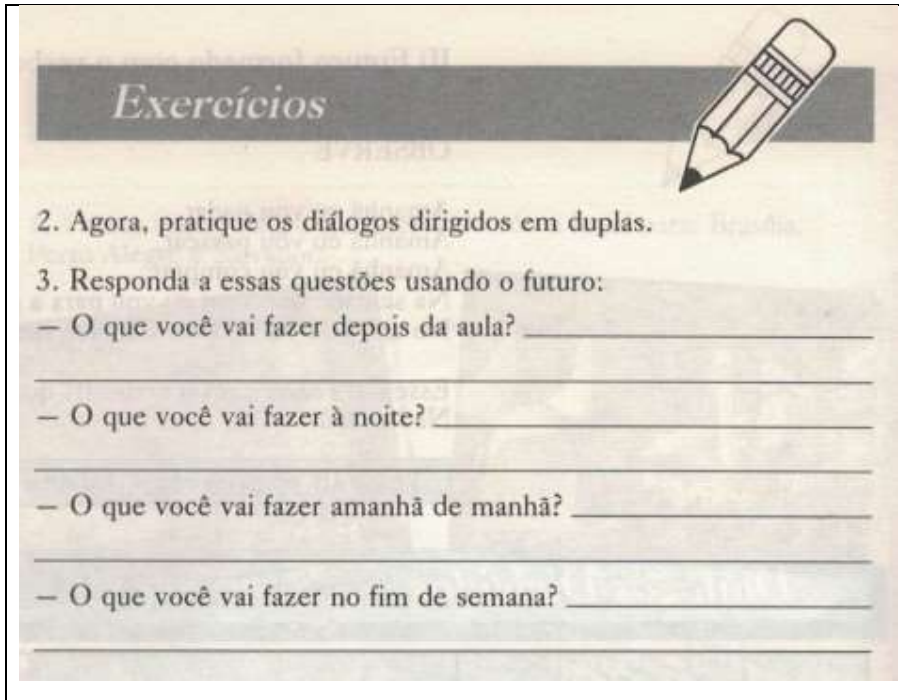 Exercícios
2. Agora, pratique os diálogos dirigidos em duplas.
3. Responda a essas questões usando o futuro:
— O que você vai fazer depois da aula?
— O que você vai fazer à noite?
— O que você vai fazer amanhã de manhã?
— O que você vai fazer no fim de semana?